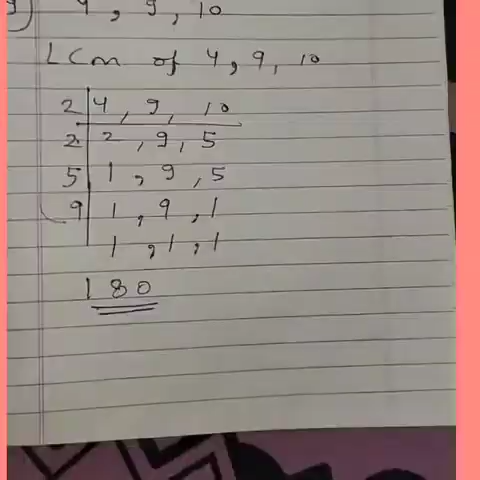 9) 4, 9, 10
LCM of 4, 9, 10
2 | 4, 9, 10
2 | 2, 9, 5
5 | 1, 9, 5
9 | 1, 9, 1
1, 1, 1
180